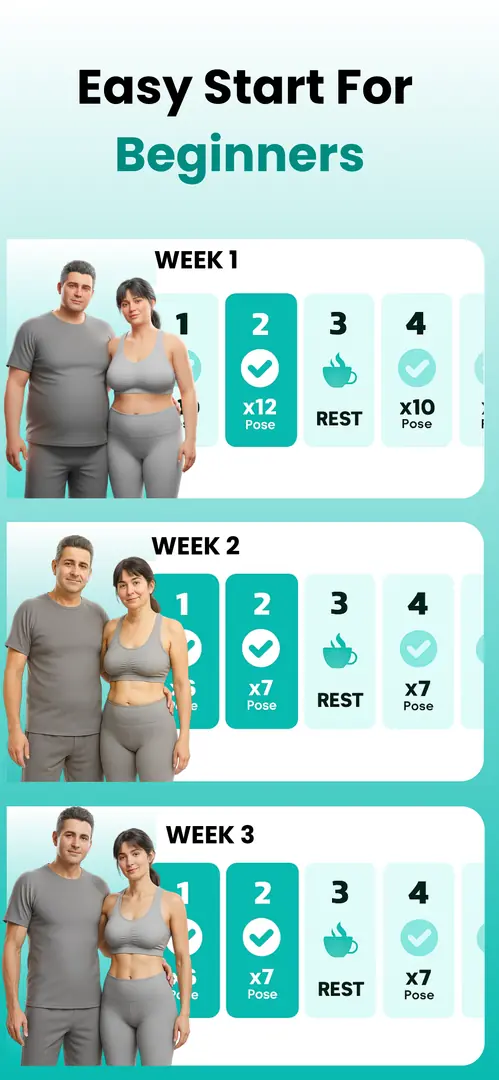 Easy Start For
Beginners
WEEK 1
1
2
3
4
x12
Pose
REST
x10
Pose
WEEK 2
1
2
3
4
x7
Pose
REST
x7
Pose
WEEK 3
1
2
3
4
x7
Pose
REST
x7
Pose